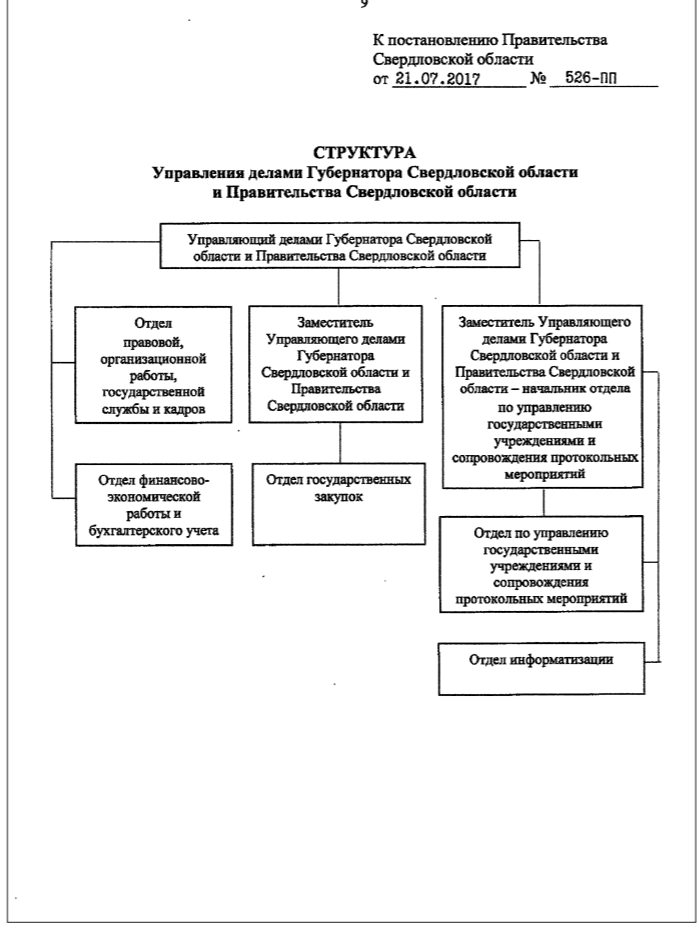 9
К постановлению Правительства
Свердловской области
от 21.07.2017 № 526-ПП
СТРУКТУРА
Управления делами Губернатора Свердловской области
и Правительства Свердловской области
Управляющий делами Губернатора Свердловской
области и Правительства Свердловской области
Отдел
правовой,
организационной
работы,
государственной
службы и кадров
Заместитель
Управляющего делами
Губернатора
Свердловской области и
Правительства
Свердловской области
Заместитель Управляющего
делами Губернатора
Свердловской области и
Правительства Свердловской
области – начальник отдела
по управлению
государственными
учреждениями и
сопровождения протокольных
мероприятий
Отдел финансово-
экономической
работы и
бухгалтерского учета
Отдел государственных
закупок
Отдел по управлению
государственными
учреждениями и
сопровождения
протокольных мероприятий
Отдел информатизации